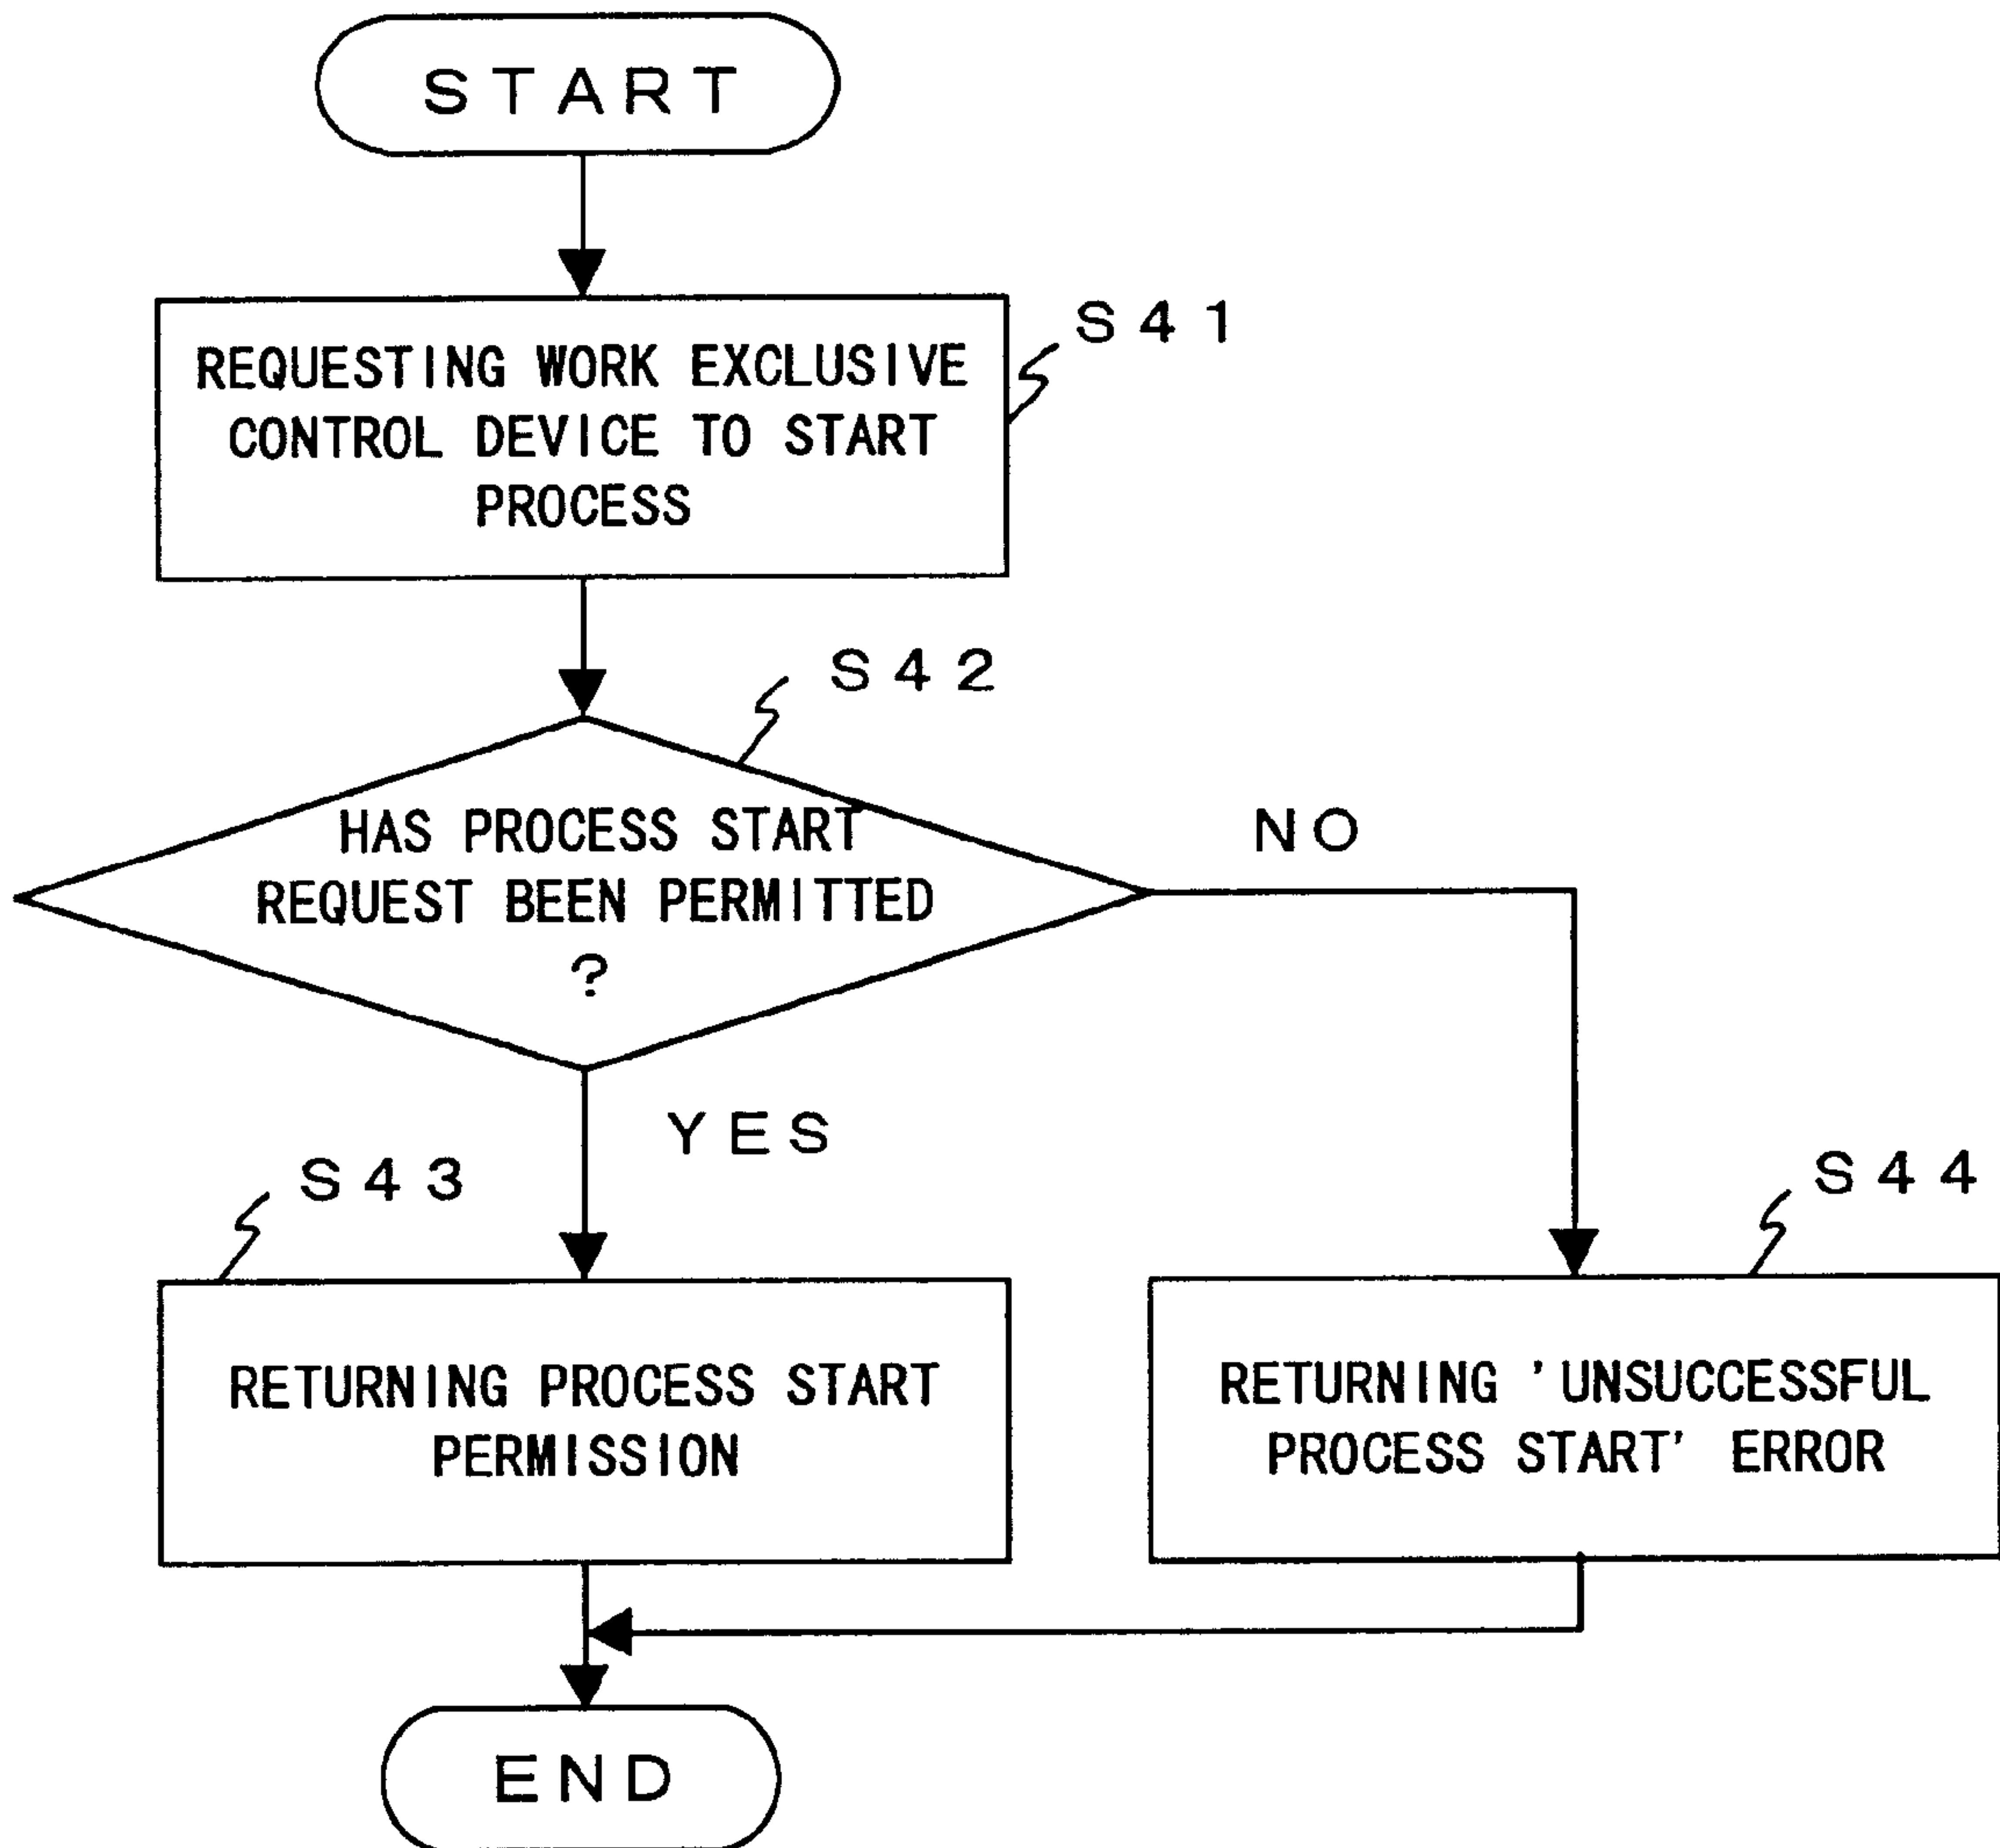 START
S41
REQUESTING WORK EXCLUSIVE
CONTROL DEVICE TO START
PROCESS
S42
HAS PROCESS START
REQUEST BEEN PERMITTED
?
NO
YES
S43
S44
RETURNING PROCESS START
PERMISSION
RETURNING 'UNSUCCESSFUL
PROCESS START' ERROR
END